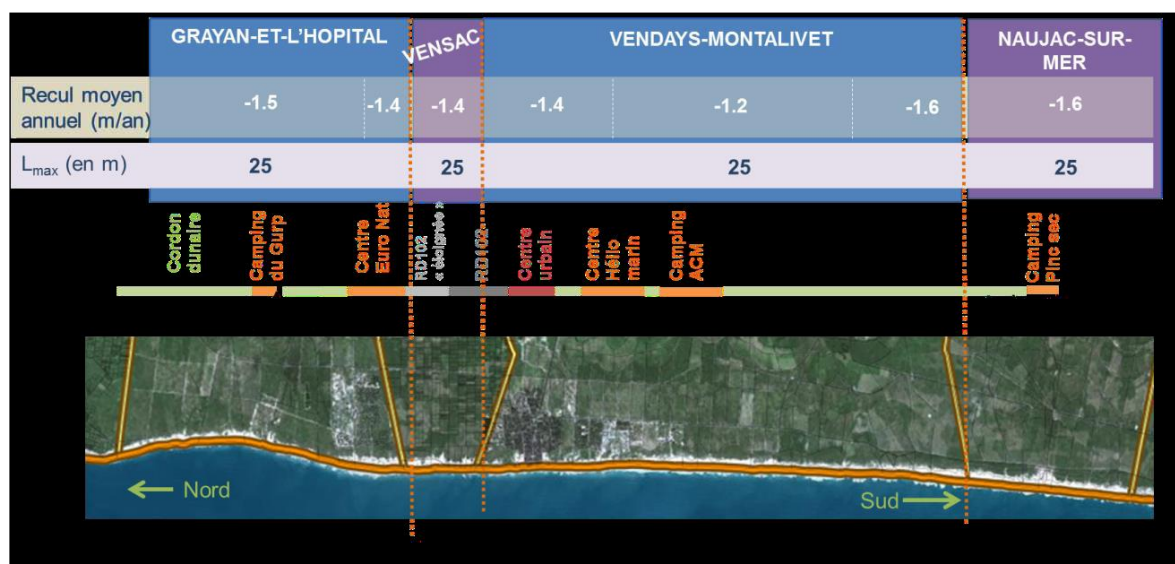 GRAYAN-ET-L'HOPITAL
VENSAC
VENDAYS-MONTALIVET
NAUJAC-SUR-
MER
Recul moyen
annuel (m/an)
-1.5
-1.4
-1.4
-1.4
-1.2
-1.6
-1.6
Lmax (en m)
25
25
25
25
Cordon
dunaire
Camping
du Gurp
Centre
Euro Nat
RD102
« éloignée »
RD102
Centre
urbain
Centre
Hélio
marin
Camping
ACM
Camping
Pinc sec
Nord
Sud